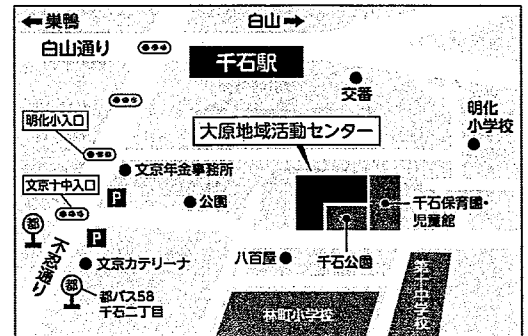 ←巣鴨
白山→
白山通り
千石駅
交番
明化
小学校
明化小入口
大原地域活動センター
文京年金事務所
文京十中入口
P
公園
千石保育園・
児童館
都
P
不忍通り
文京カテリーナ
八百屋
千石公園
都
都バス58
千石二丁目
林町小学校
第十中学校